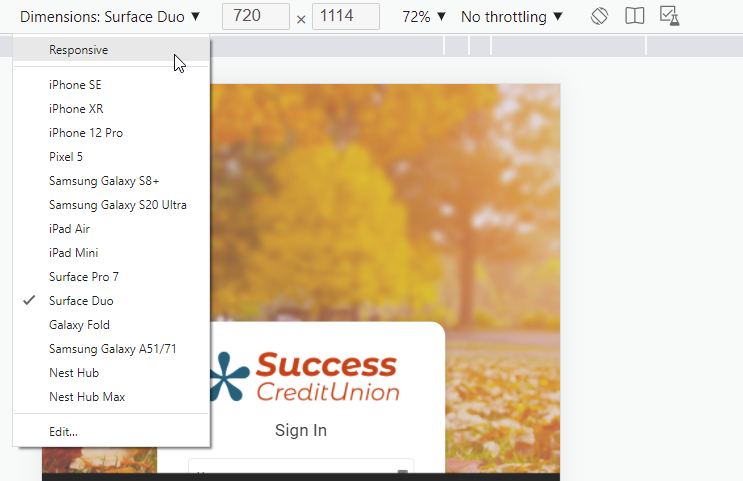 Dimensions: Surface Duo ▼ 720 × 1114 72% ▼ No throttling ▼
Responsive
iPhone SE
iPhone XR
iPhone 12 Pro
Pixel 5
Samsung Galaxy S8+
Samsung Galaxy S20 Ultra
iPad Air
iPad Mini
Surface Pro 7
Surface Duo
Galaxy Fold
Samsung Galaxy A51/71
Nest Hub
Nest Hub Max
Edit...
Success
CreditUnion
Sign In